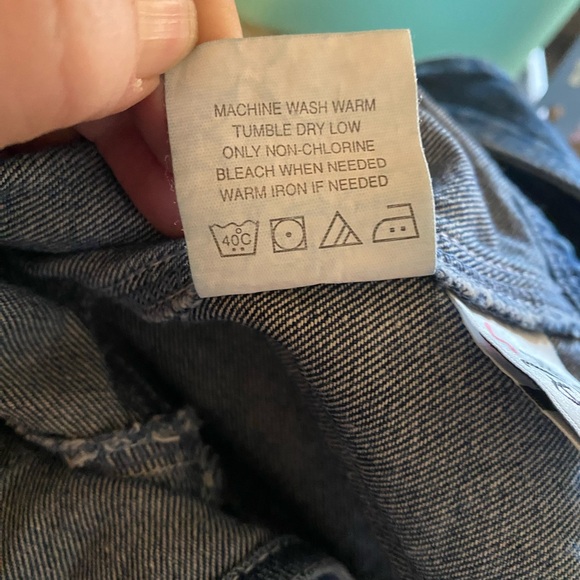 MACHINE WASH WARM
TUMBLE DRY LOW
ONLY NON-CHLORINE
BLEACH WHEN NEEDED
WARM IRON IF NEEDED
40C